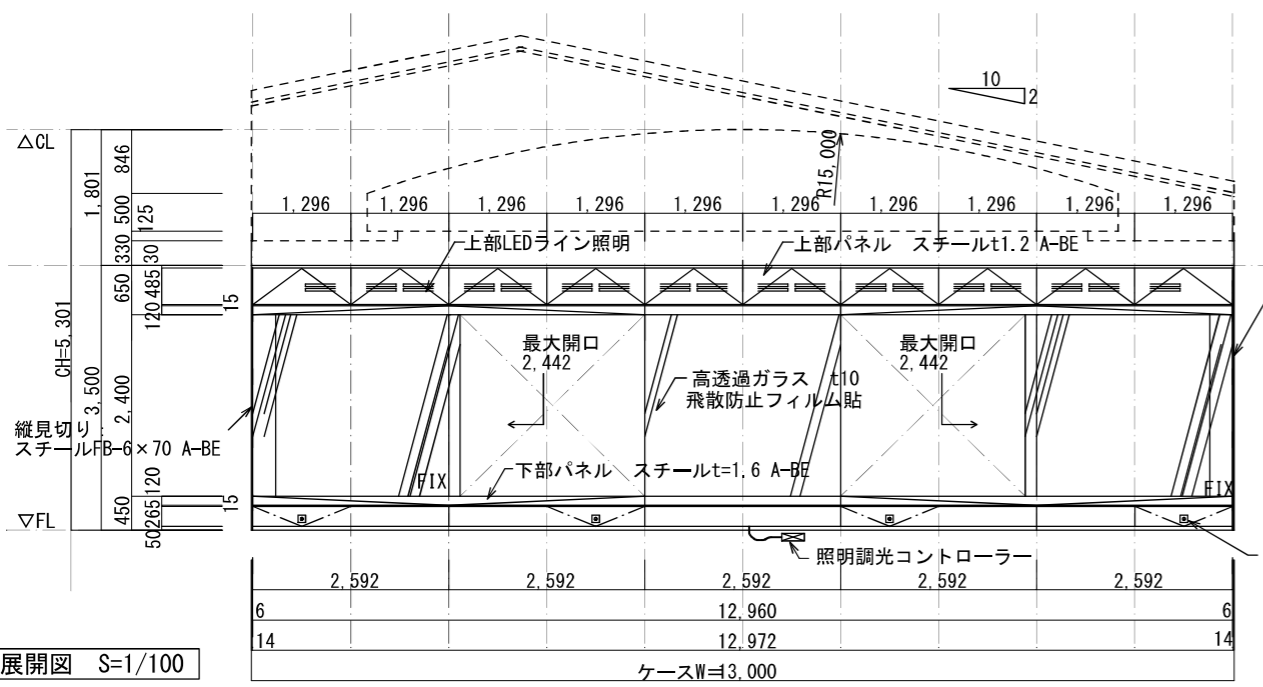 10
2
△CL
846
1,801
R15,000
500
125
1,296 1,296 1,296 1,296 1,296 1,296 1,296 1,296 1,296 1,296
330
30
上部LEDライン照明
上部パネル スチールt1.2 A-BE
650
485
120
15
CH=5,301
3,500
2,400
最大開口
2,442
最大開口
2,442
高透過ガラス t10
飛散防止フィルム貼
縦見切り
スチールFB-6×70 A-BE
下部パネル スチールt=1.6 A-BE
FIX
FIX
120
15
450
265
50
▽FL
照明調光コントローラー
2,592 2,592 2,592 2,592 2,592
6 12,960 6
14 12,972 14
ケースW=13,000
展開図 S=1/100